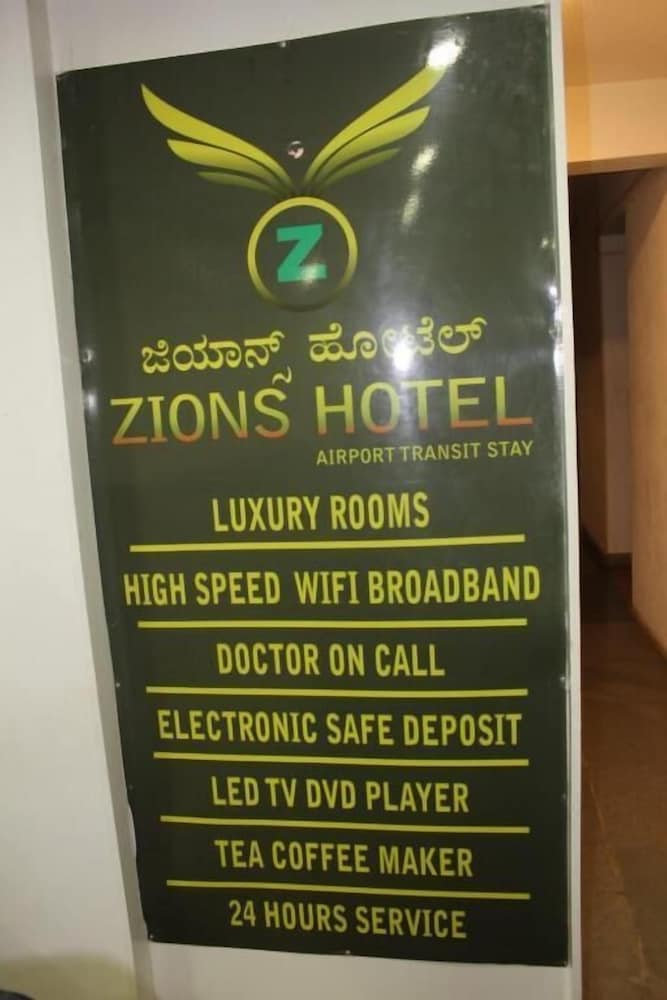 Z
ಜಿಯಾನ್ಸ್ ಹೋಟೆಲ್
ZIONS HOTEL
AIRPORT TRANSIT STAY
LUXURY ROOMS
HIGH SPEED WIFI BROADBAND
DOCTOR ON CALL
ELECTRONIC SAFE DEPOSIT
LED TV DVD PLAYER
TEA COFFEE MAKER
24 HOURS SERVICE